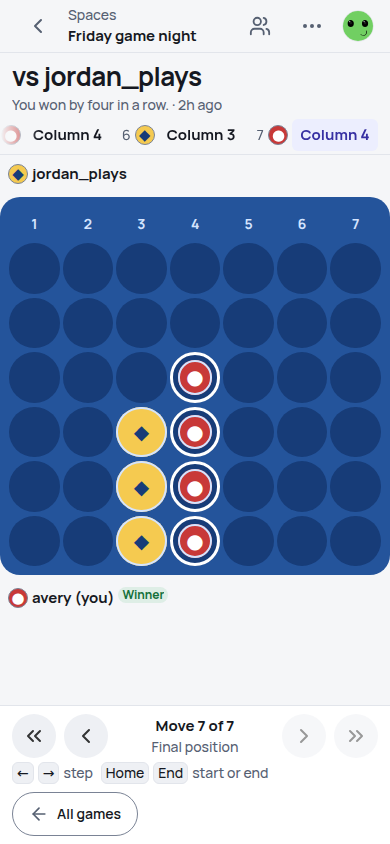 Spaces
Friday game night
vs jordan_plays
You won by four in a row. · 2h ago
Column 4 6 Column 3 7 Column 4
jordan_plays
1 2 3 4 5 6 7
avery (you) Winner
Move 7 of 7
Final position
← → step Home End start or end
All games